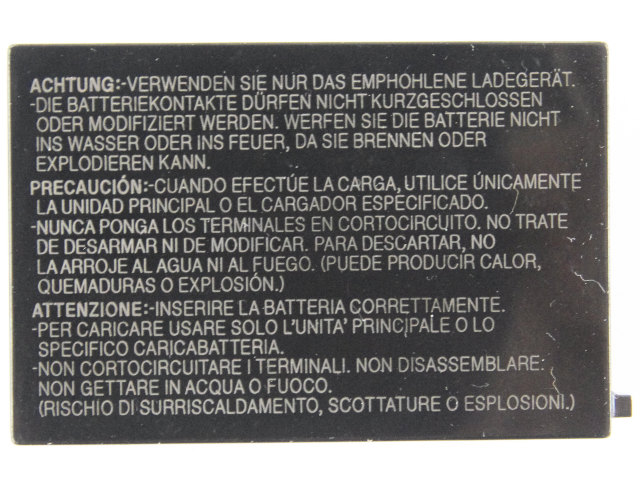 ACHTUNG:-VERWENDEN SIE NUR DAS EMPHOHLENE LADEGERÄT.
-DIE BATTERIEKONTAKTE DÜRFEN NICHT KURZGESCHLOSSEN
ODER MODIFIZIERT WERDEN. WERFEN SIE DIE BATTERIE NICHT
INS WASSER ODER INS FEUER, DA SIE BRENNEN ODER
EXPLODIEREN KANN.
PRECAUCIÓN:-CUANDO EFECTÚE LA CARGA, UTILICE ÚNICAMENTE
LA UNIDAD PRINCIPAL O EL CARGADOR ESPECIFICADO.
-NUNCA PONGA LOS TERMINALES EN CORTOCIRCUITO. NO TRATE
DE DESARMAR NI DE MODIFICAR. PARA DESCARTAR, NO
LA ARROJE AL AGUA NI AL FUEGO. (PUEDE PRODUCIR CALOR,
QUEMADURAS O EXPLOSIÓN.)
ATTENZIONE:-INSERIRE LA BATTERIA CORRETTAMENTE.
-PER CARICARE USARE SOLO L'UNITA' PRINCIPALE O LO
SPECIFICO CARICABATTERIA.
-NON CORTOCIRCUITARE I TERMINALI. NON DISASSEMBLARE:
NON GETTARE IN ACQUA O FUOCO.
(RISCHIO DI SURRISCALDAMENTO, SCOTTATURE O ESPLOSIONI.)